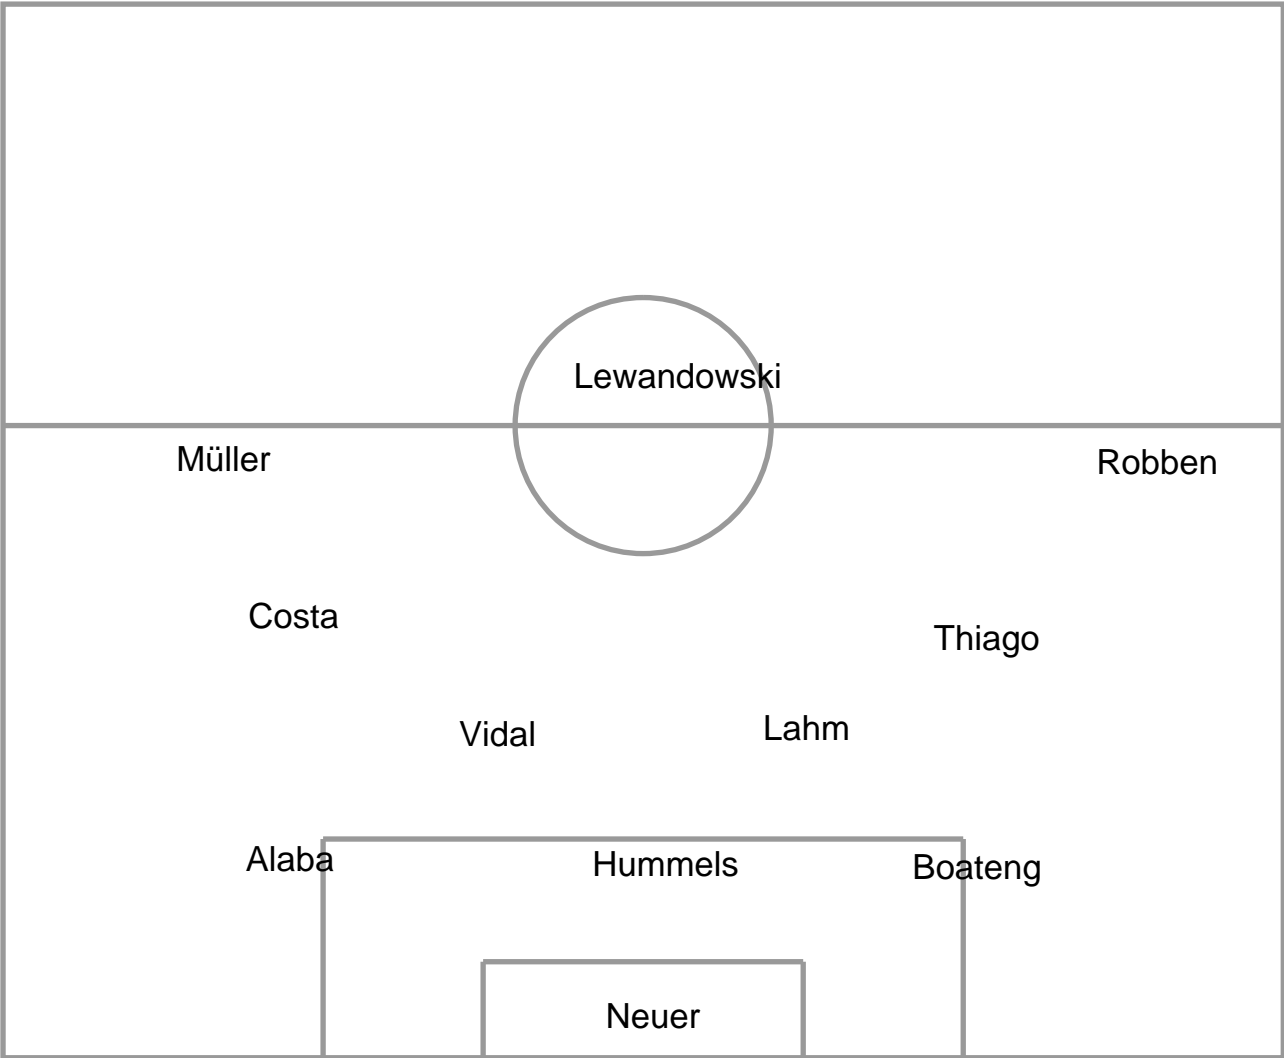 Lewandowski
Müller
Robben
Costa
Thiago
Vidal
Lahm
Alaba
Hummels
Boateng
Neuer